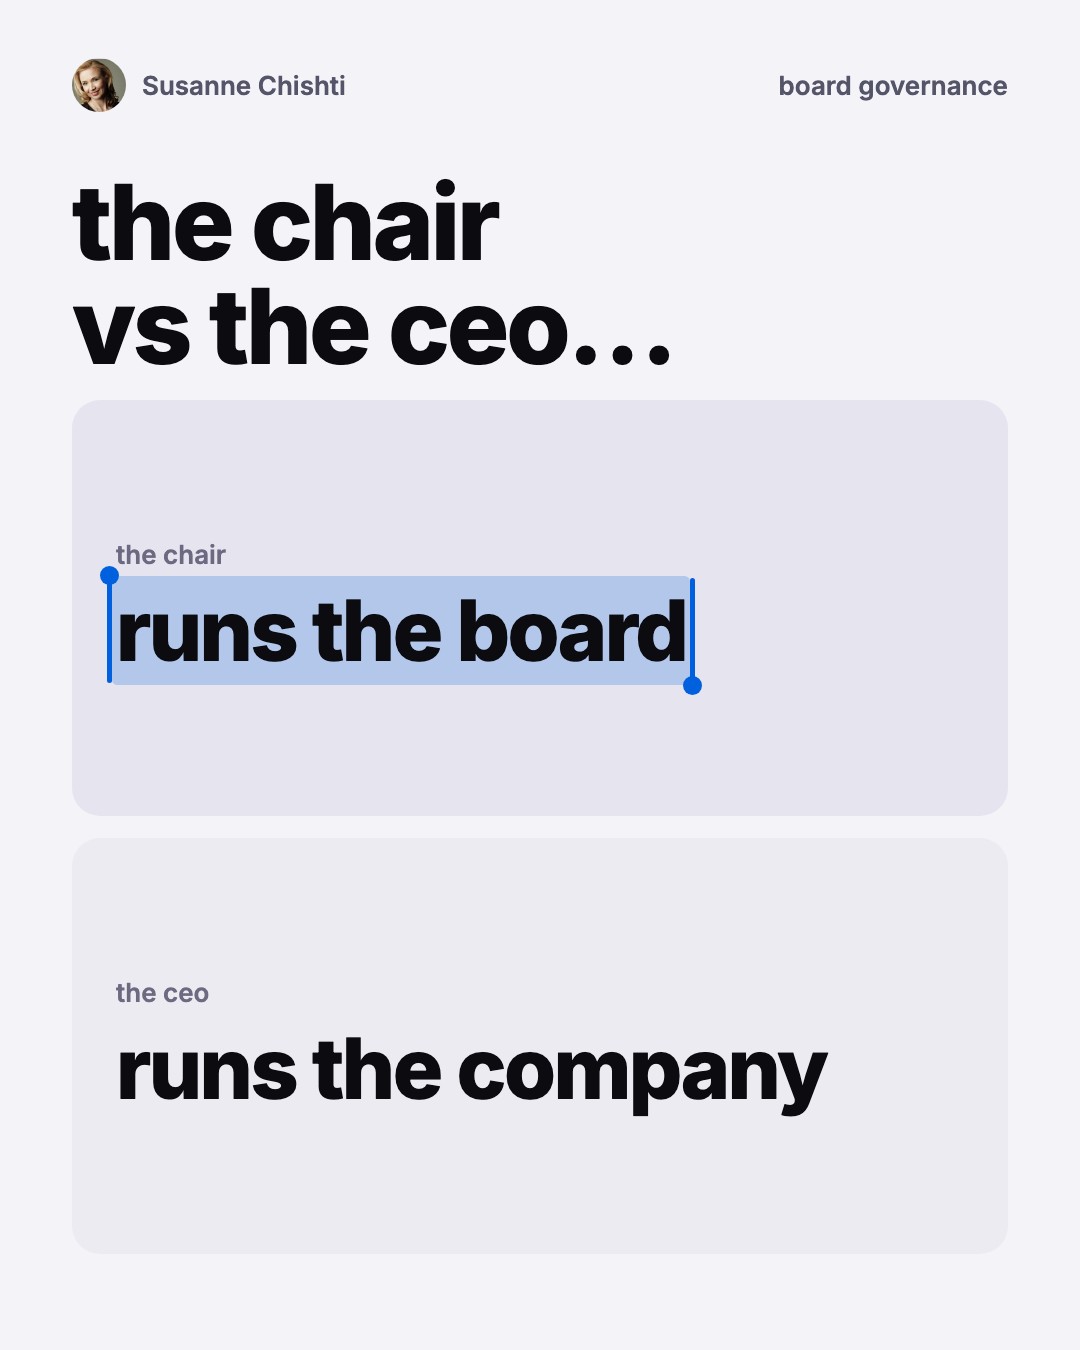 Susanne Chishti
board governance
the chair
vs the ceo...
the chair
runs the board
the ceo
runs the company